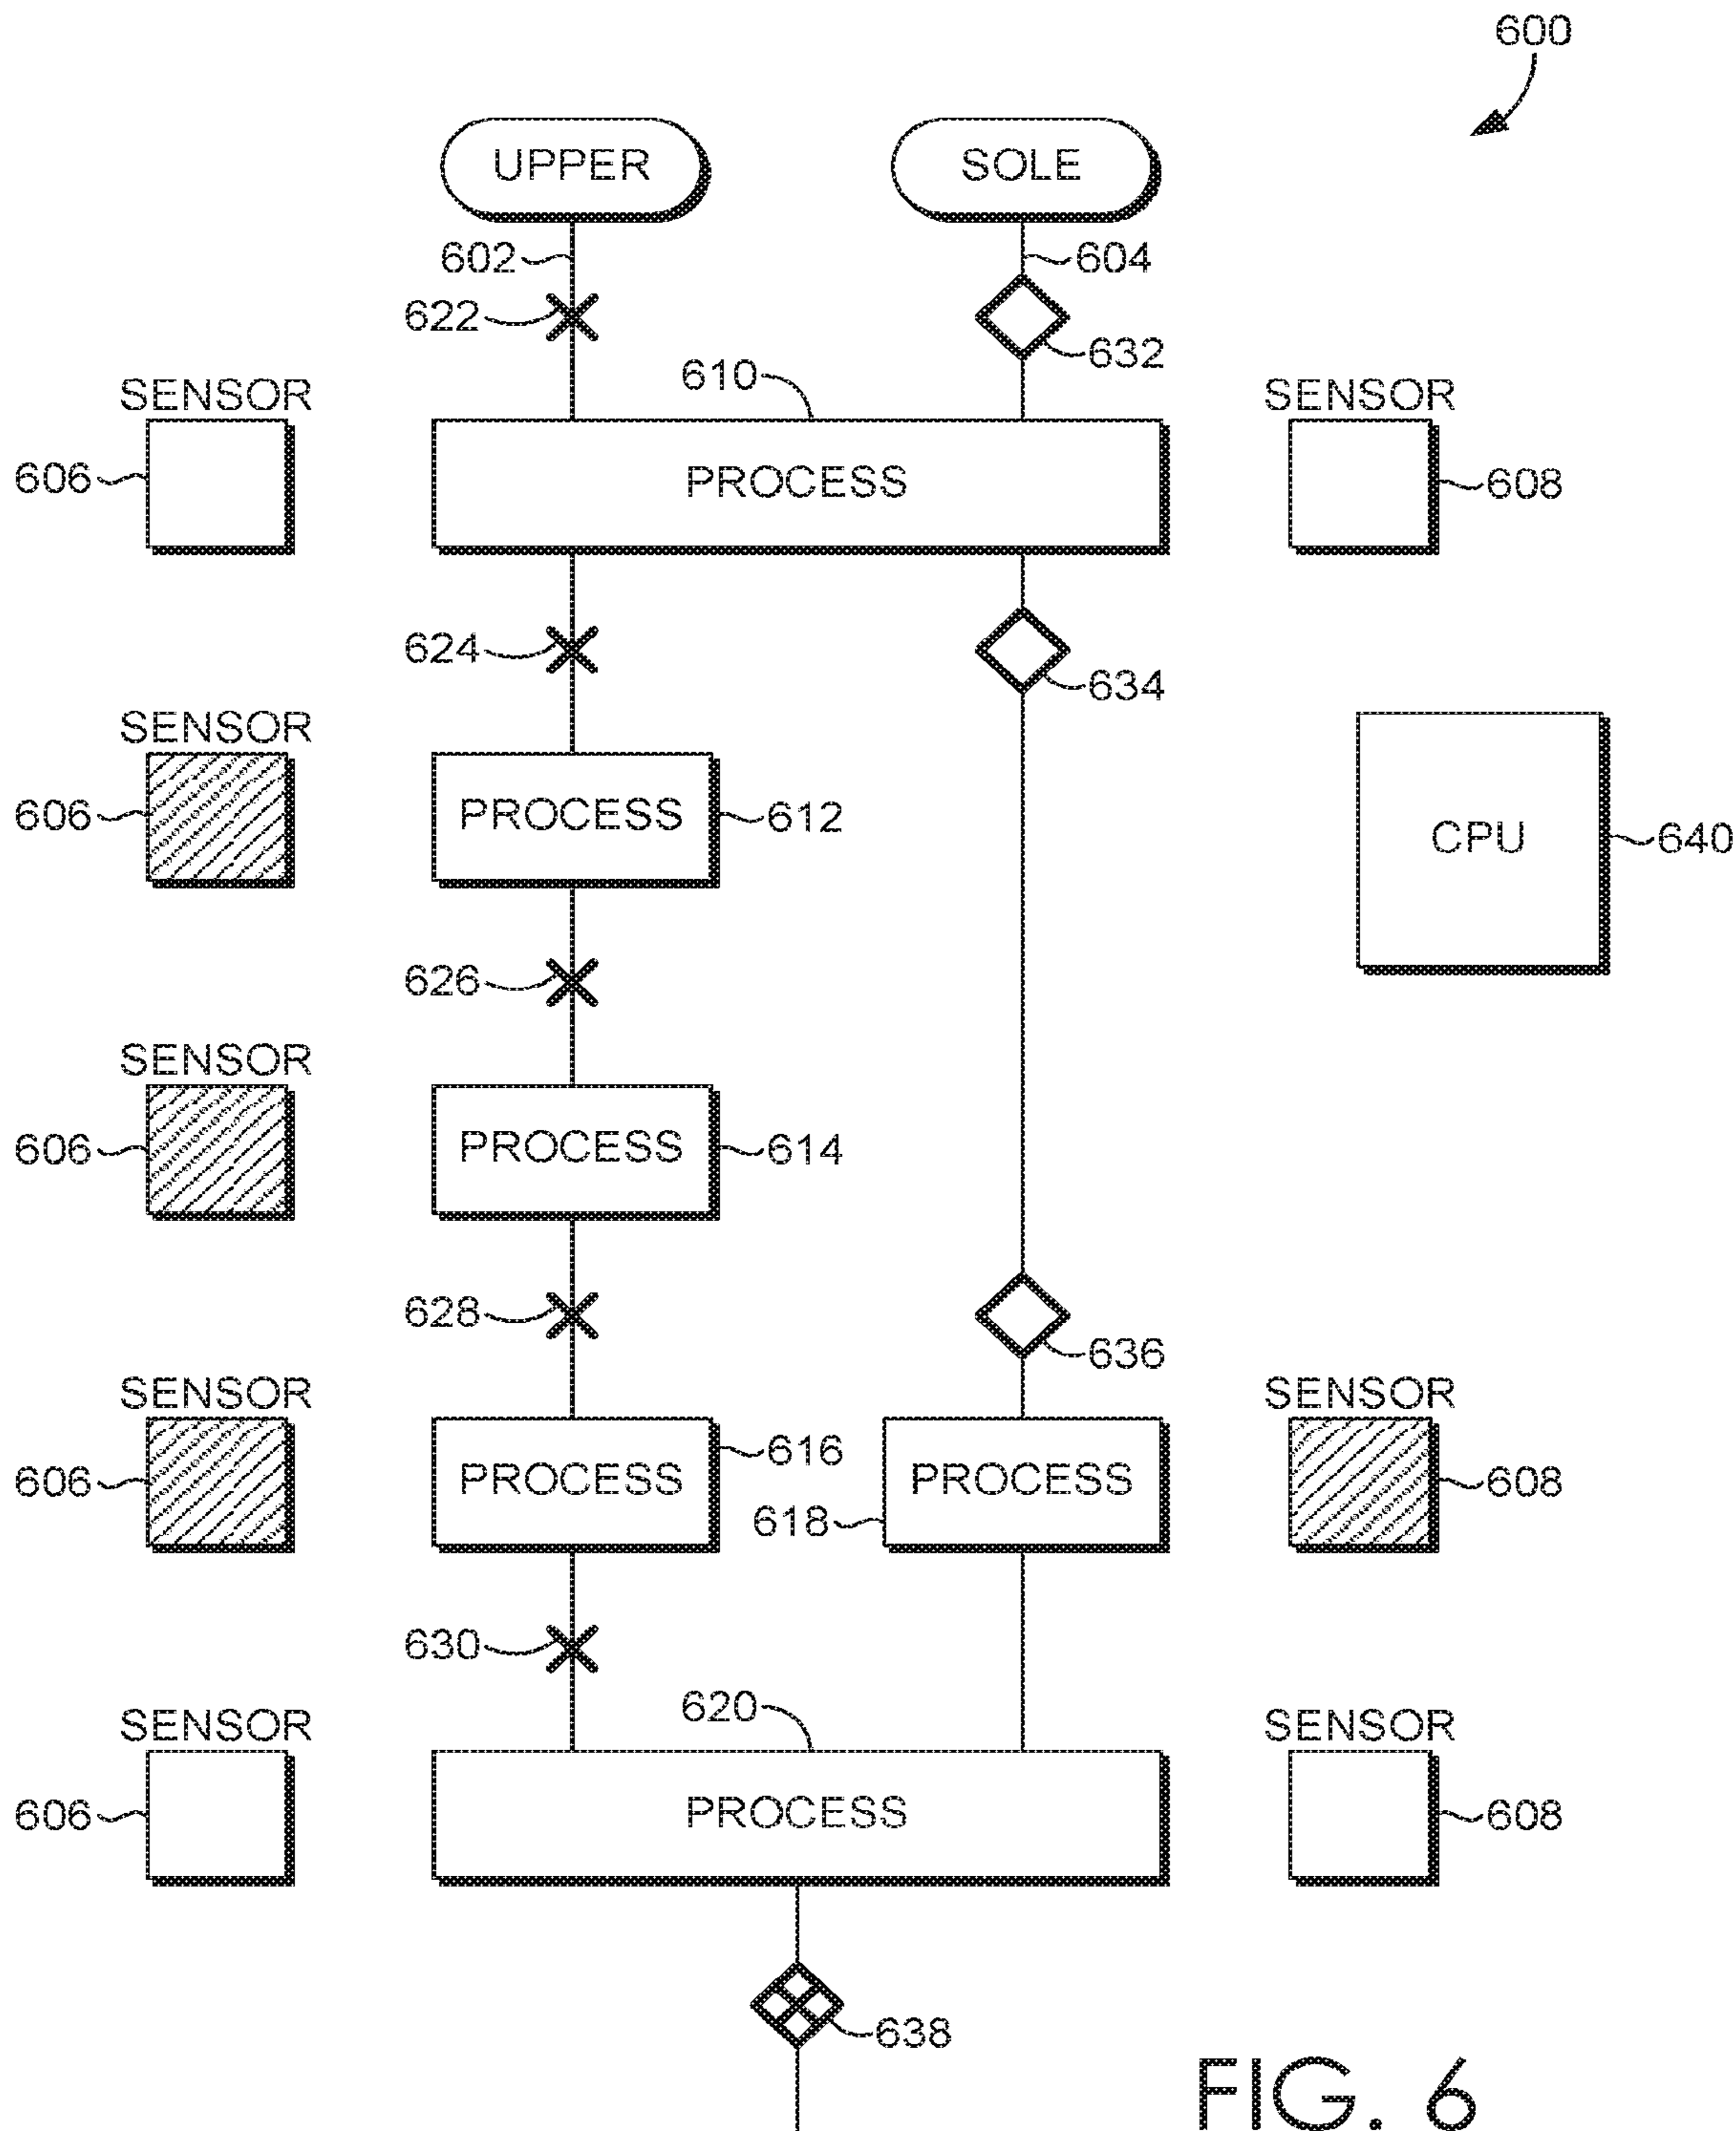 600
UPPER
SOLE
602
604
622
632
610
SENSOR
SENSOR
606
PROCESS
608
624
634
SENSOR
606
PROCESS
612
CPU
640
626
SENSOR
606
PROCESS
614
628
636
SENSOR
SENSOR
606
PROCESS
616
618
PROCESS
608
630
620
SENSOR
SENSOR
606
PROCESS
608
638
FIG. 6